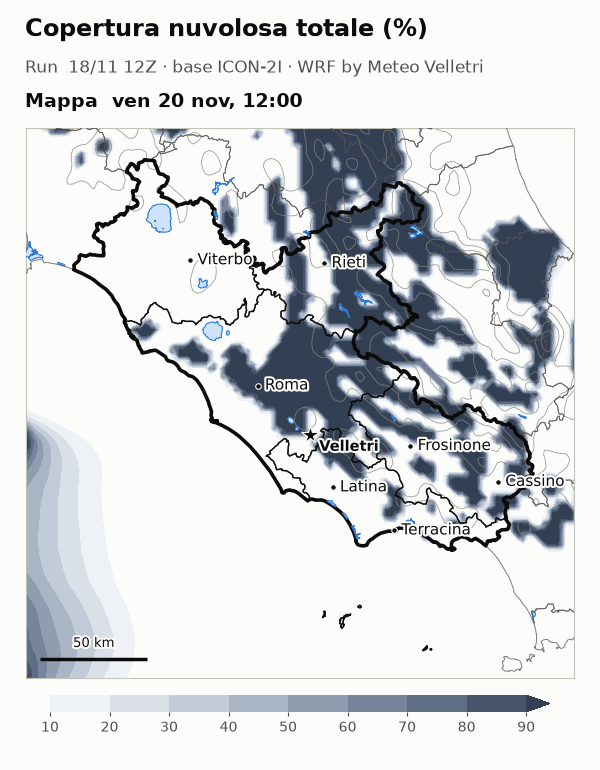 Copertura nuvolosa totale (%)
Run  18/11 12Z · base ICON-2I · WRF by Meteo Velletri
Mappa  ven 20 nov, 12:00
Viterbo
Rieti
Roma
Velletri
Frosinone
Latina
Cassino
Terracina
50 km
10 20 30 40 50 60 70 80 90